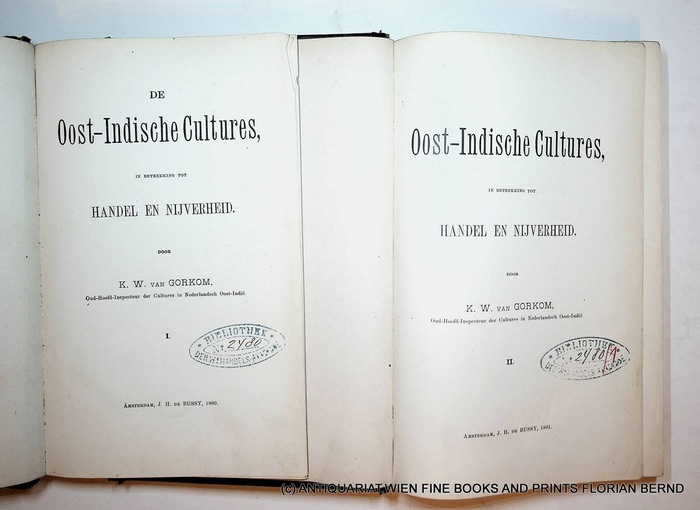 DE
Oost-Indische Cultures,
IN BETREKKING TOT
HANDEL EN NIJVERHEID.
DOOR
K. W. VAN GORKOM,
Oud-Hoofd-Inspecteur der Cultures in Nederlandsch Oost-Indië.
I.
BIBLIOTHEK
2480
AMSTERDAM, J. H. DE BUSSY, 1880.
Oost-Indische Cultures,
IN BETREKKING TOT
HANDEL EN NIJVERHEID.
DOOR
K. W. VAN GORKOM,
Oud-Hoofd-Inspecteur der Cultures in Nederlandsch Oost-Indië.
II.
BIBLIOTHEK
2480
AMSTERDAM, J. H. DE BUSSY, 1881.
(c) ANTIQUARIAT WIEN FINE BOOKS AND PRINTS FLORIAN BERND